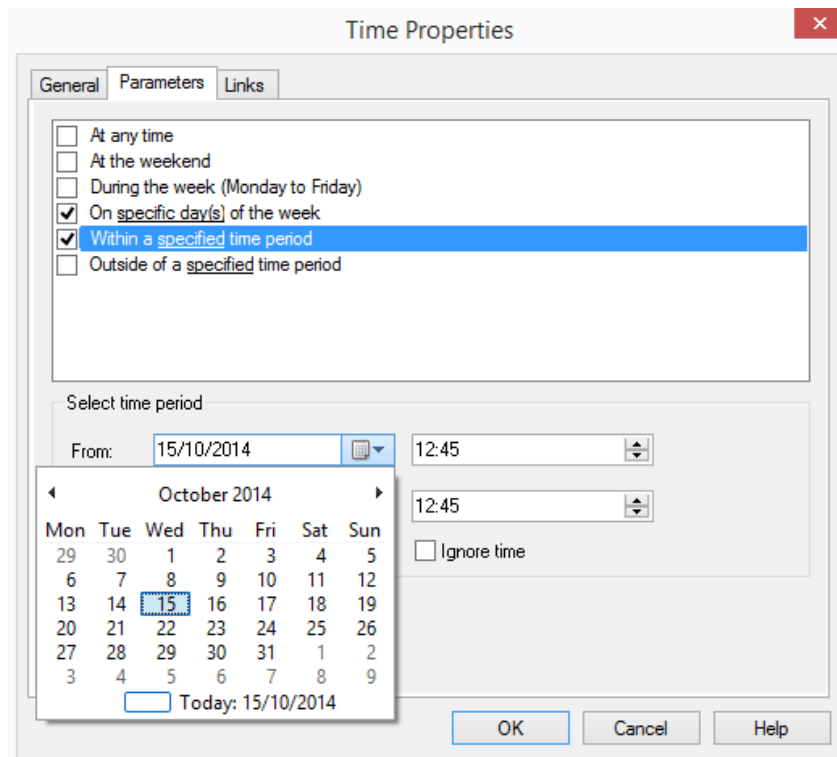 Time Properties
General Parameters Links
At any time
At the weekend
During the week (Monday to Friday)
On specific day(s) of the week
Within a specified time period
Outside of a specified time period
Select time period
From: 15/10/2014 12:45
October 2014
12:45
Mon Tue Wed Thu Fri Sat Sun
Ignore time
29 30 1 2 3 4 5
6 7 8 9 10 11 12
13 14 15 16 17 18 19
20 21 22 23 24 25 26
27 28 29 30 31 1 2
3 4 5 6 7 8 9
Today: 15/10/2014
OK Cancel Help